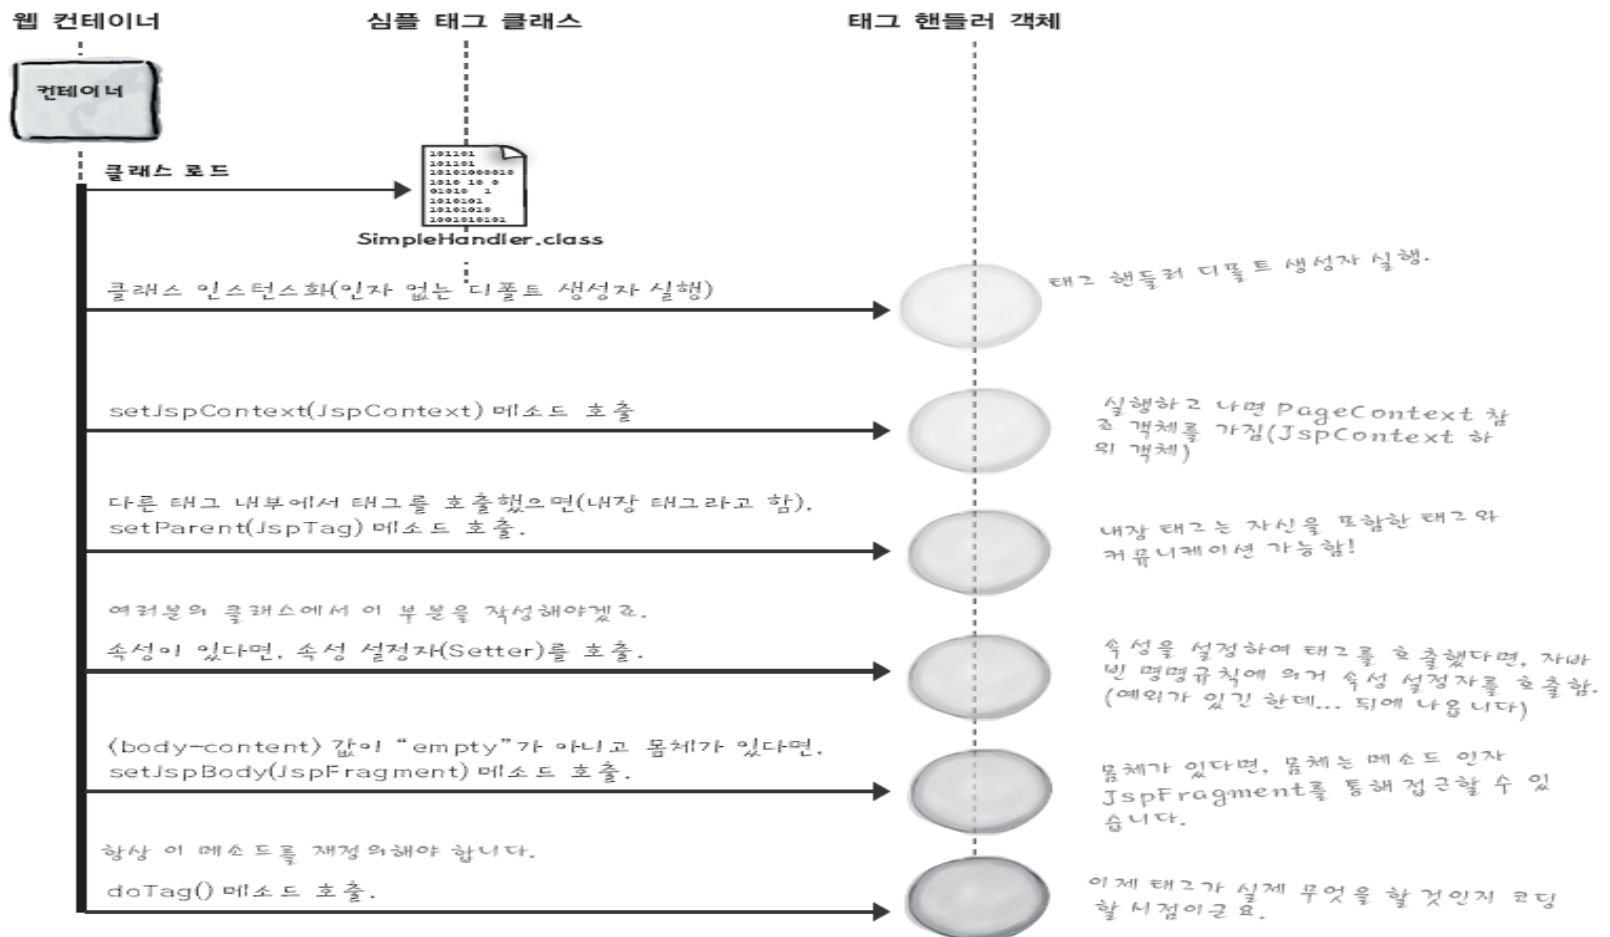 웹 컨테이너
심플 태그 클래스
태그 핸들러 객체
컨테이너
클래스 로드
101101
101101
10101000010
1010 10 0
01010 1
1010101
10101010
1001010101
SimpleHandler.class
클래스 인스턴스화(인자 없는 디폴트 생성자 실행)
태그 핸들러 디폴트 생성자 실행.
setJspContext(JspContext) 메소드 호출
실행하고 나면 PageContext 참
조 객체를 가짐(JspContext 하
위 객체)
다른 태그 내부에서 태그를 호출했으면(내장 태그라고 함),
setParent(JspTag) 메소드 호출.
내장 태그는 자신을 포함한 태그와
커뮤니케이션 가능함!
여러분의 클래스에서 이 부분을 작성해야겠죠.
속성이 있다면, 속성 설정자(Setter)를 호출.
속성을 설정하여 태그를 호출했다면, 자바
빈 명명규칙에 의거 속성 설정자를 호출함.
(예외가 있긴 한데... 뒤에 나옵니다)
(body-content) 값이 "empty"가 아니고 몸체가 있다면,
setJspBody(JspFragment) 메소드 호출.
몸체가 있다면, 몸체는 메소드 인자
JspFragment를 통해 접근할 수 있
습니다.
항상 이 메소드를 재정의해야 합니다.
doTag() 메소드 호출.
이제 태그가 실제 무엇을 할 것인지 코딩
할 시점이군요.